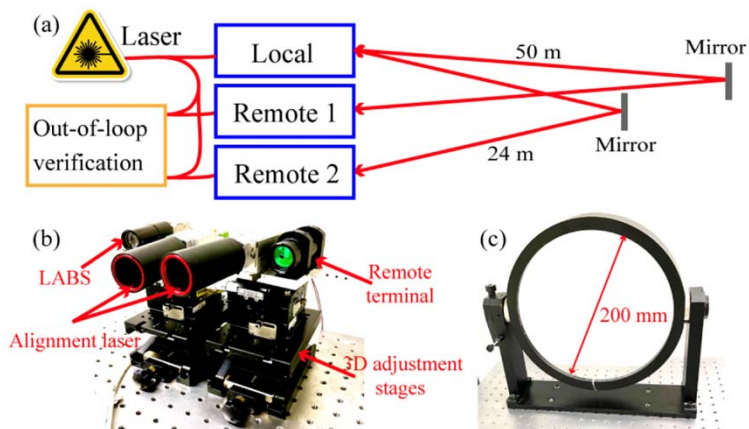 (a)
Laser
Local
Remote 1
Remote 2
Out-of-loop
verification
50 m
Mirror
24 m
Mirror
(b)
LABS
Alignment laser
Remote
terminal
3D adjustment
stages
(c)
200 mm